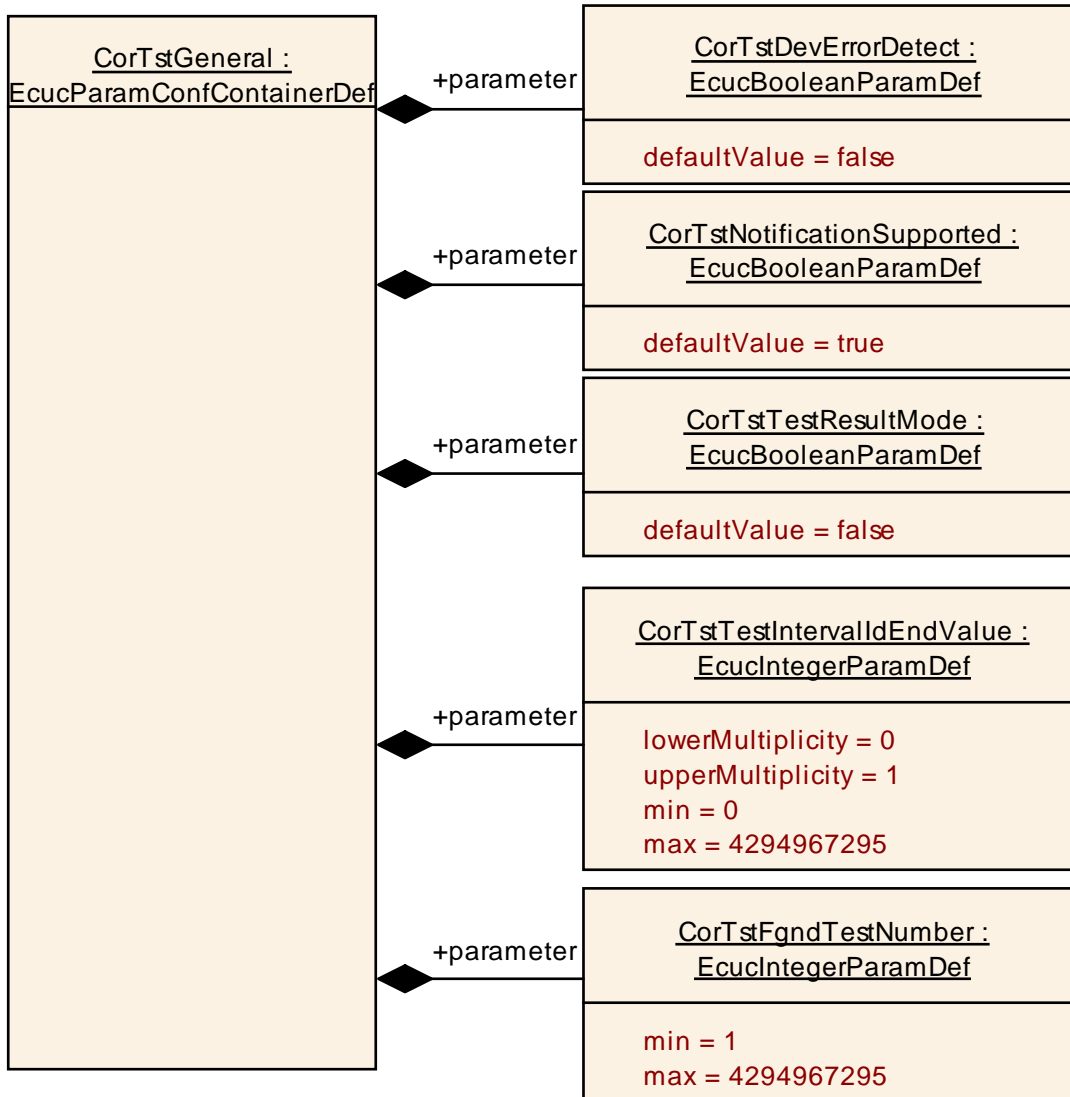 CorTstGeneral :
EcucParamConfContainerDef
+parameter
CorTstDevErrorDetect :
EcucBooleanParamDef
defaultValue = false
+parameter
CorTstNotificationSupported :
EcucBooleanParamDef
defaultValue = true
+parameter
CorTstTestResultMode :
EcucBooleanParamDef
defaultValue = false
+parameter
CorTstTestIntervalIdEndValue :
EcucIntegerParamDef
lowerMultiplicity = 0
upperMultiplicity = 1
min = 0
max = 4294967295
+parameter
CorTstFgndTestNumber :
EcucIntegerParamDef
min = 1
max = 4294967295